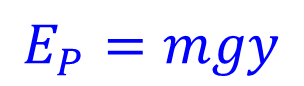 E_P = mgy